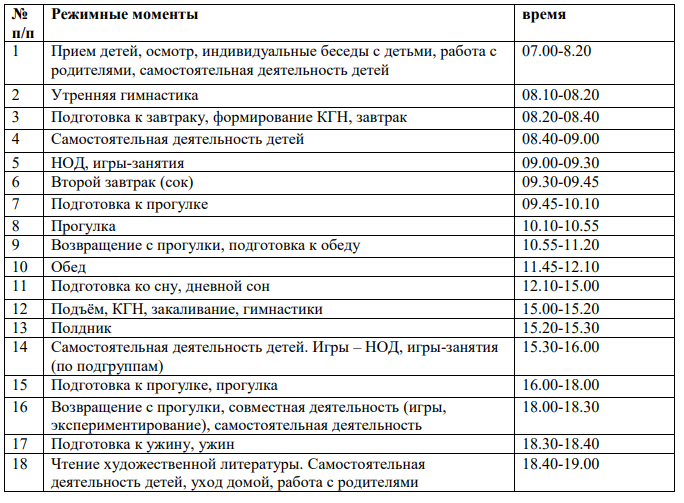 № Режимные моменты время
п/п
1 Прием детей, осмотр, индивидуальные беседы с детьми, работа с 07.00-8.20
родителями, самостоятельная деятельность детей
2 Утренняя гимнастика 08.10-08.20
3 Подготовка к завтраку, формирование КГН, завтрак 08.20-08.40
4 Самостоятельная деятельность детей 08.40-09.00
5 НОД, игры-занятия 09.00-09.30
6 Второй завтрак (сок) 09.30-09.45
7 Подготовка к прогулке 09.45-10.10
8 Прогулка 10.10-10.55
9 Возвращение с прогулки, подготовка к обеду 10.55-11.20
10 Обед 11.45-12.10
11 Подготовка ко сну, дневной сон 12.10-15.00
12 Подъём, КГН, закаливание, гимнастики 15.00-15.20
13 Полдник 15.20-15.30
14 Самостоятельная деятельность детей. Игры – НОД, игры-занятия 15.30-16.00
(по подгруппам)
15 Подготовка к прогулке, прогулка 16.00-18.00
16 Возвращение с прогулки, совместная деятельность (игры, 18.00-18.30
экспериментирование), самостоятельная деятельность
17 Подготовка к ужину, ужин 18.30-18.40
18 Чтение художественной литературы. Самостоятельная 18.40-19.00
деятельность детей, уход домой, работа с родителями